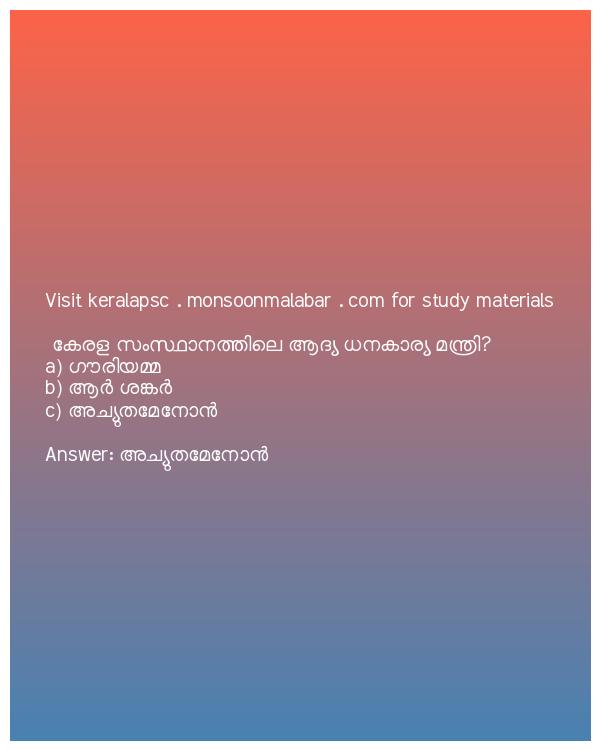 Visit keralapsc . monsoonmalabar . com for study materials
കേരള സംസ്ഥാനത്തിലെ ആദ്യ ധനകാര്യ മന്ത്രി?
a) ഗൗരിയമ്മ
b) ആർ ശങ്കർ
c) അച്യുതമേനോൻ
Answer: അച്യുതമേനോൻ